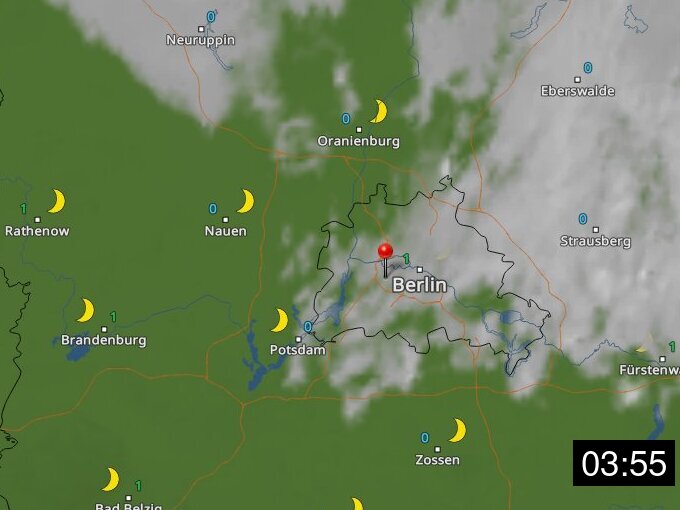 0
Neuruppin
0
Eberswalde
0
Oranienburg
1
Rathenow
0
Nauen
0
Strausberg
1
Berlin
1
Brandenburg
0
Potsdam
1
Fürstenwa
0
Zossen
03:55
1
Bad Belzig